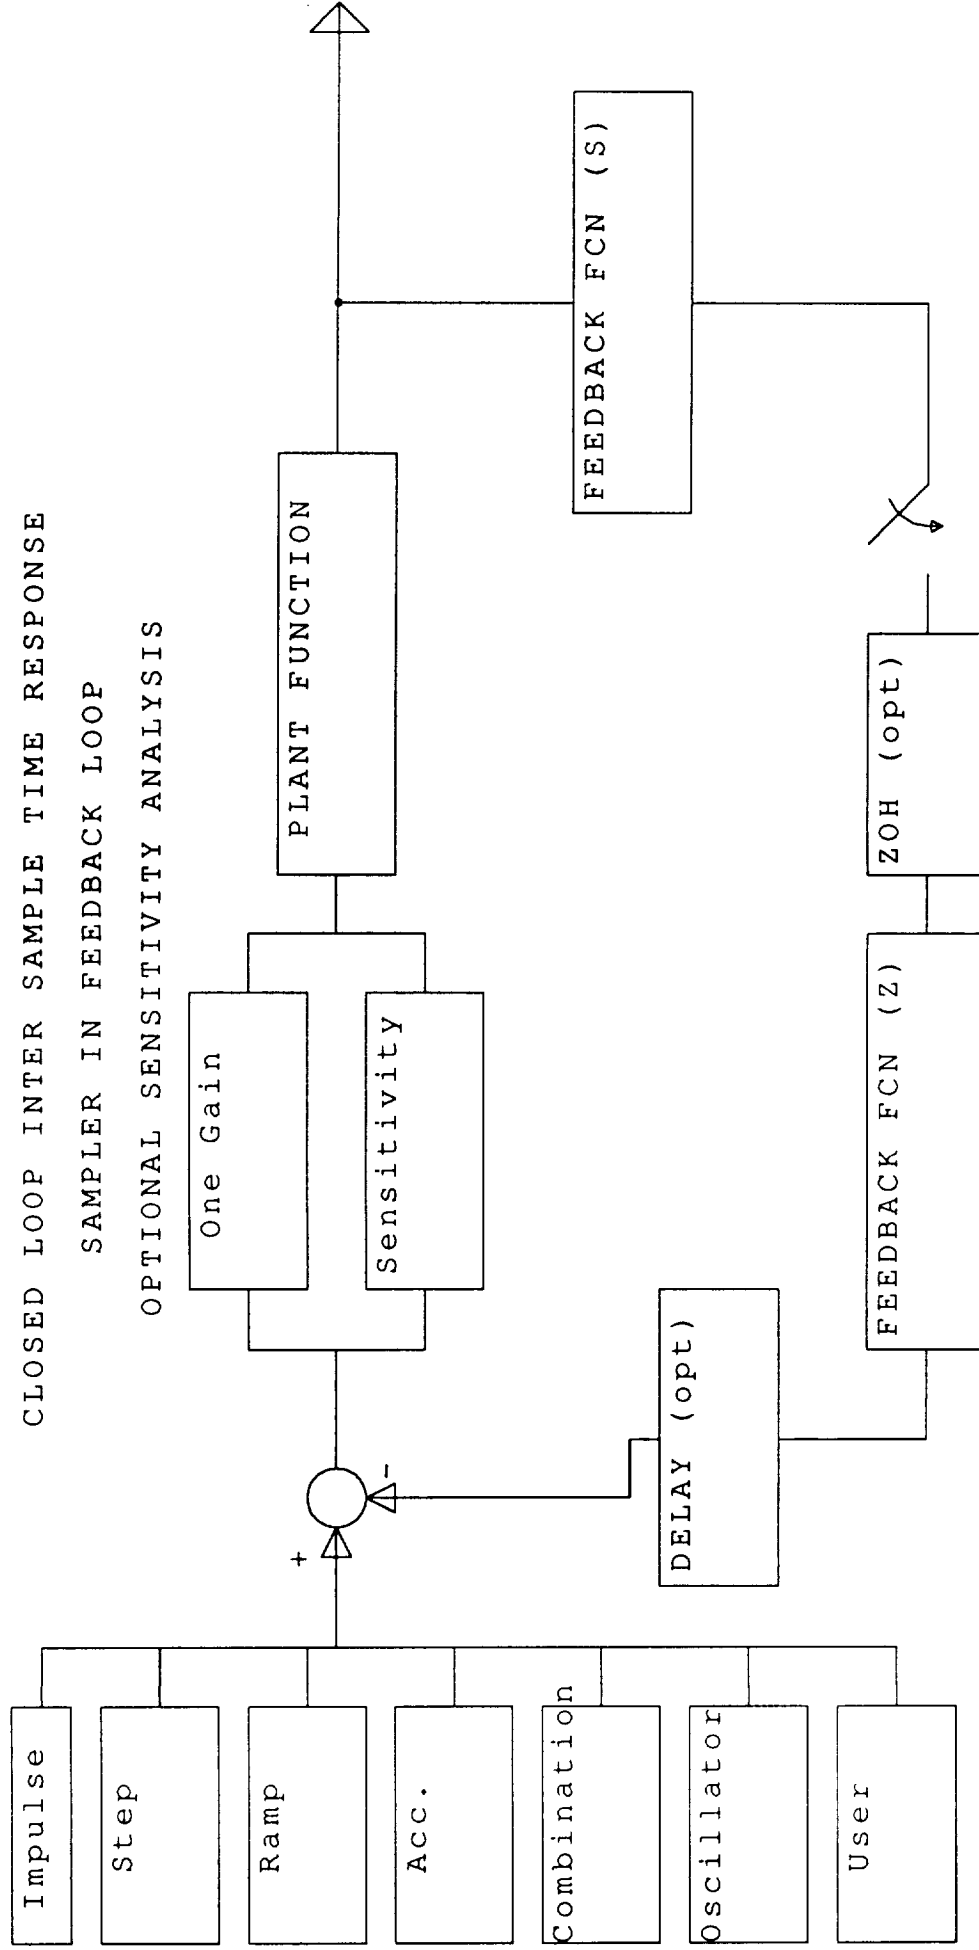 CLOSED LOOP INTER SAMPLE TIME RESPONSE
SAMPLER IN FEEDBACK LOOP
OPTIONAL SENSITIVITY ANALYSIS
Impulse
Step
Ramp
Acc.
Combination
Oscillator
User
+
-
One Gain
Sensitivity
PLANT FUNCTION
FEEDBACK FCN (S)
DELAY (opt)
FEEDBACK FCN (Z)
ZOH (opt)